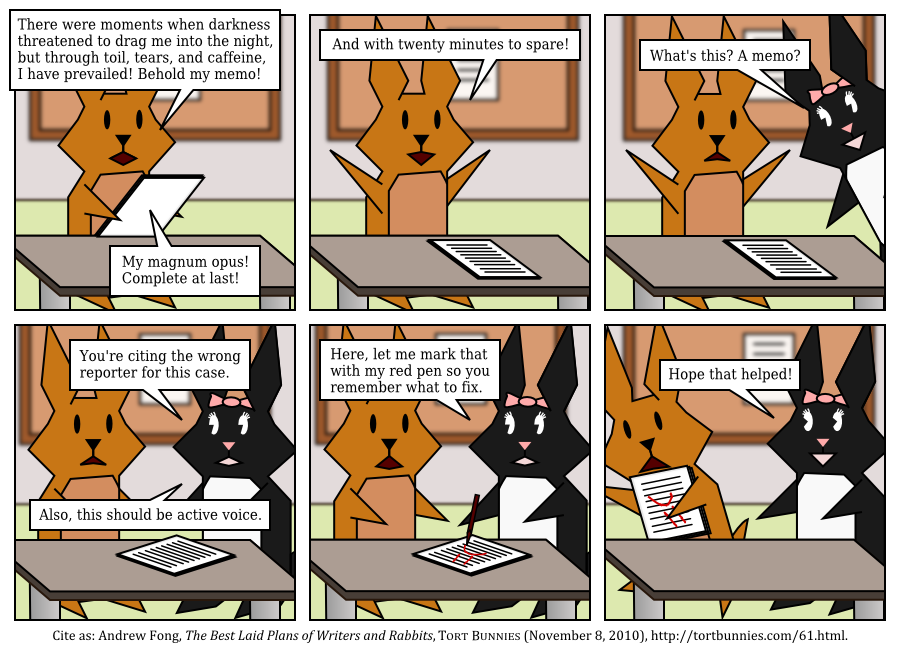 There were moments when darkness
threatened to drag me into the night,
but through toil, tears, and caffeine,
I have prevailed! Behold my memo!
My magnum opus!
Complete at last!
And with twenty minutes to spare!
What's this? A memo?
You're citing the wrong
reporter for this case.
Also, this should be active voice.
Here, let me mark that
with my red pen so you
remember what to fix.
Hope that helped!
Cite as: Andrew Fong, The Best Laid Plans of Writers and Rabbits, TORT BUNNIES (November 8, 2010), http://tortbunnies.com/61.html.